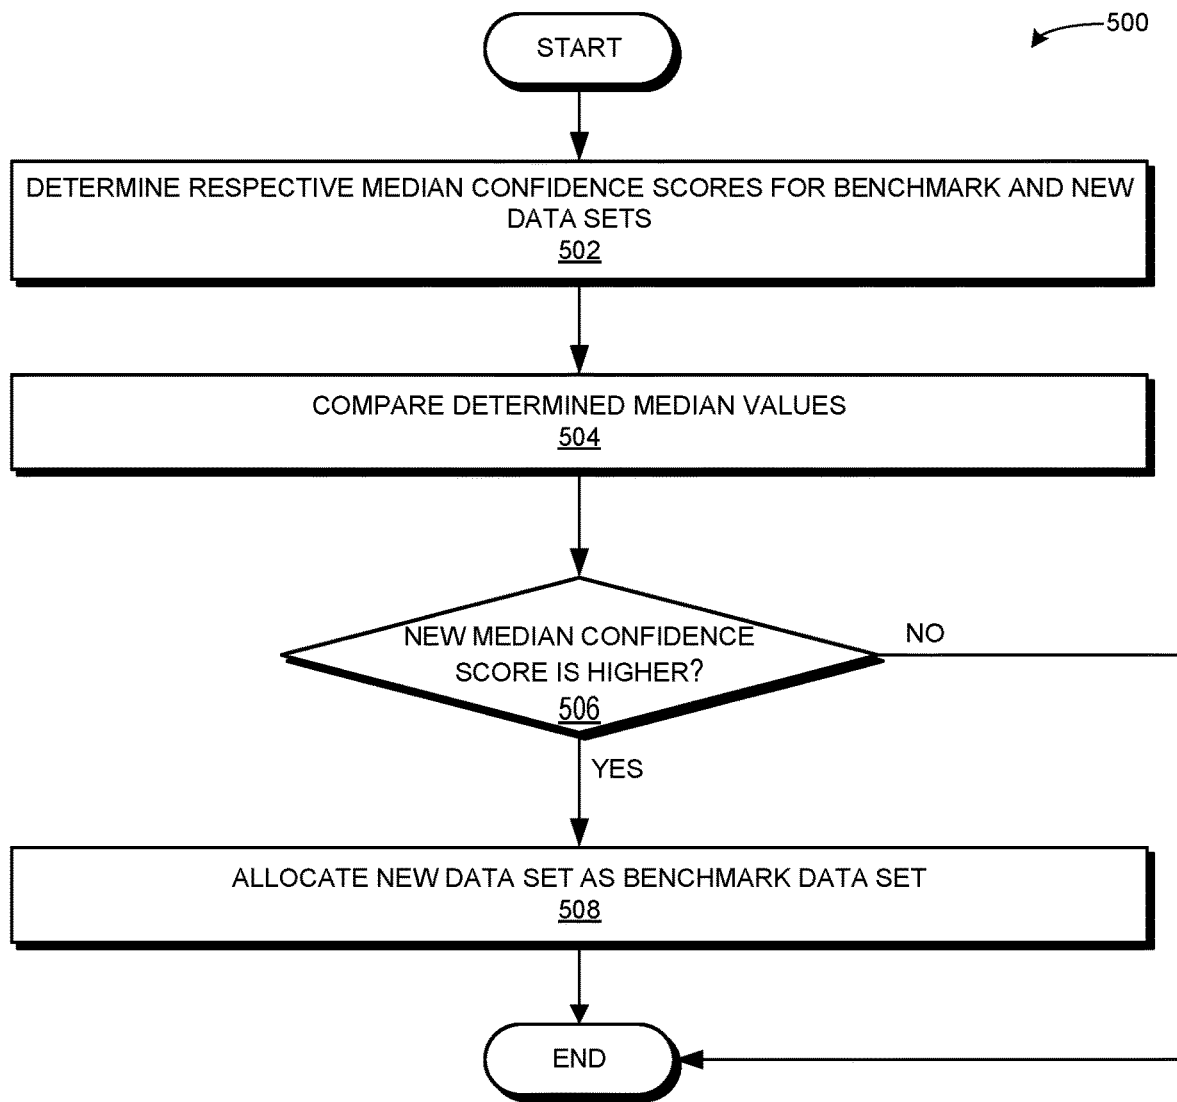 START
500
DETERMINE RESPECTIVE MEDIAN CONFIDENCE SCORES FOR BENCHMARK AND NEW
DATA SETS
502
COMPARE DETERMINED MEDIAN VALUES
504
NEW MEDIAN CONFIDENCE
SCORE IS HIGHER?
506
NO
YES
ALLOCATE NEW DATA SET AS BENCHMARK DATA SET
508
END